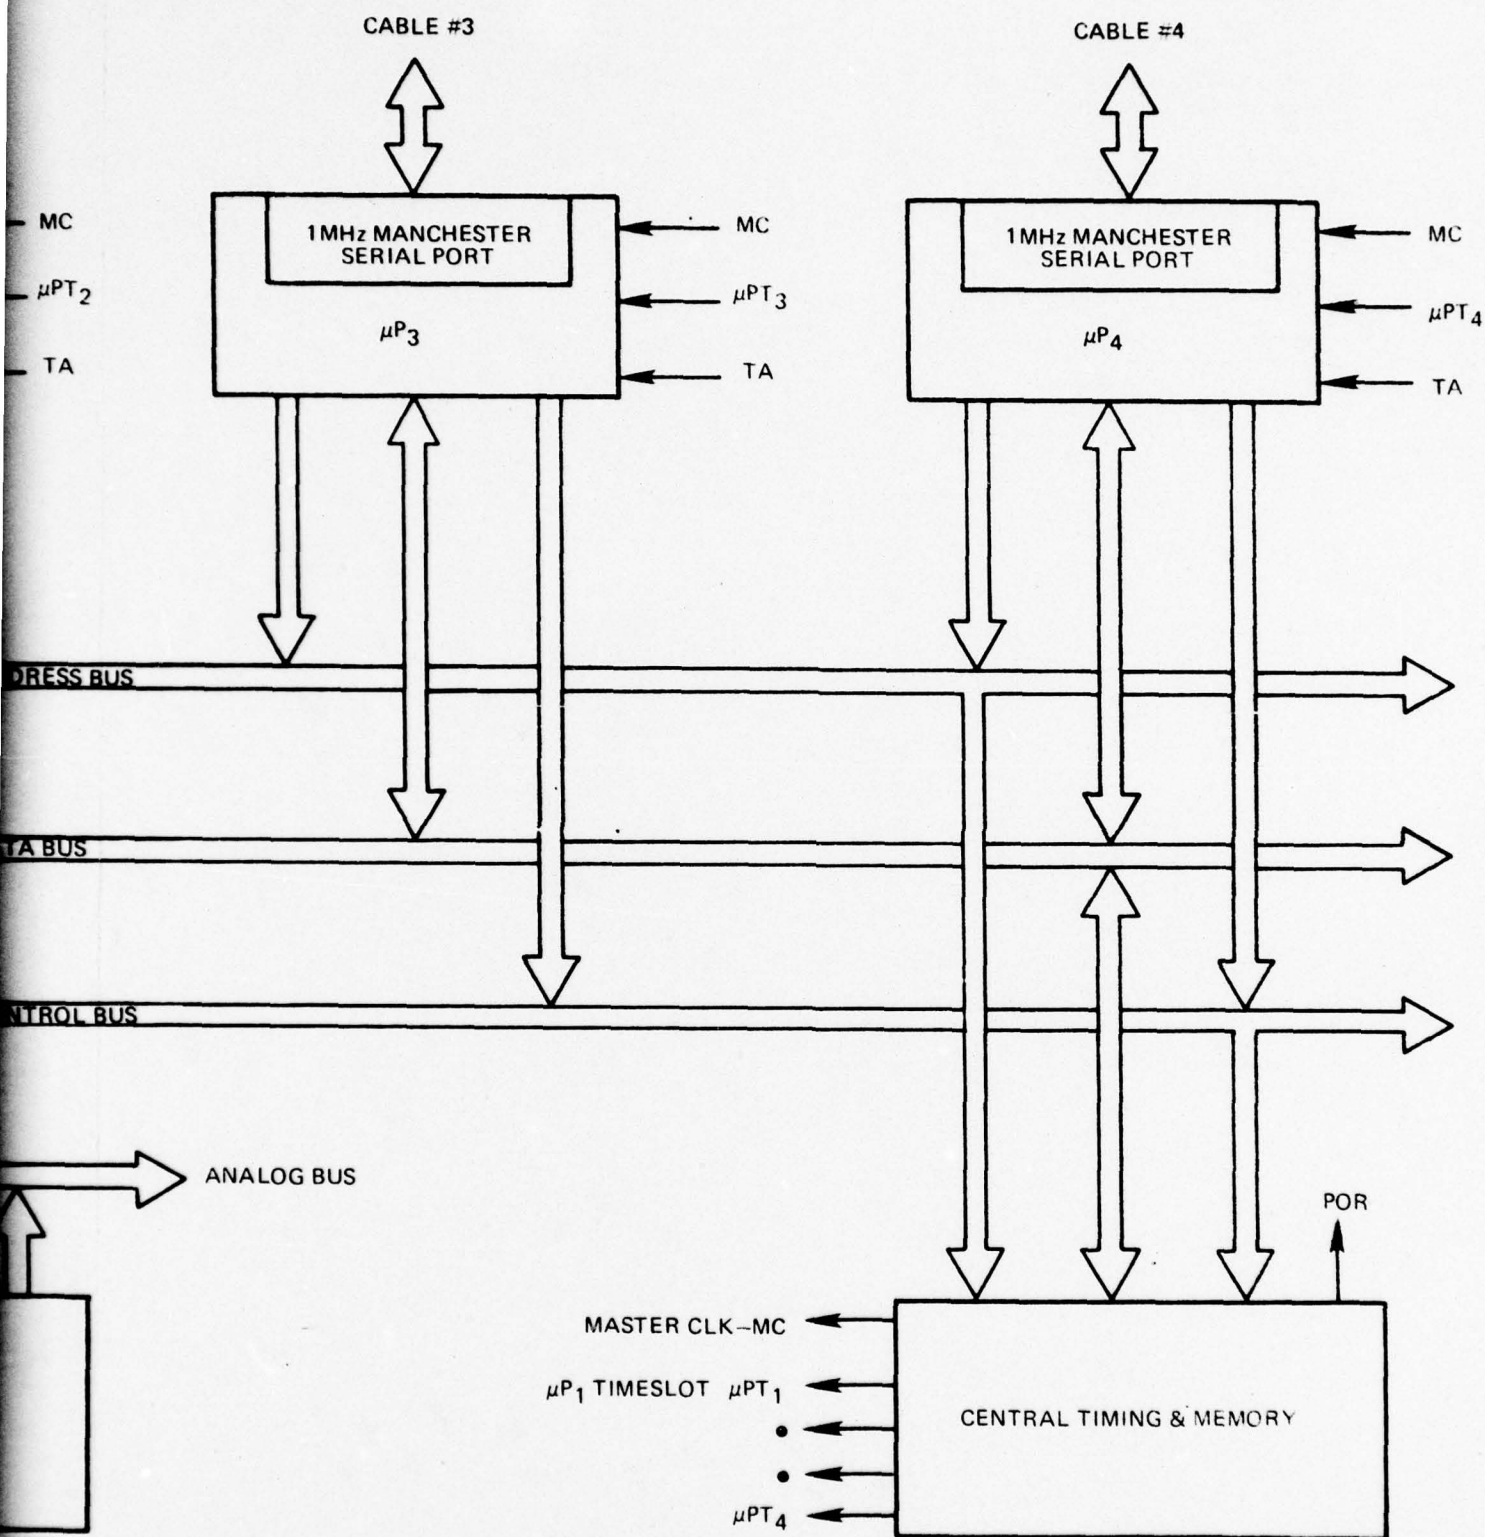 CABLE #3
CABLE #4
MC
1MHz MANCHESTER
SERIAL PORT
MC
1MHz MANCHESTER
SERIAL PORT
MC
μPT2
μP3
μPT3
μP4
μPT4
TA
TA
TA
DRESS BUS
TA BUS
NTROL BUS
ANALOG BUS
POR
MASTER CLK–MC
μP1 TIMESLOT μPT1
CENTRAL TIMING & MEMORY
μPT4